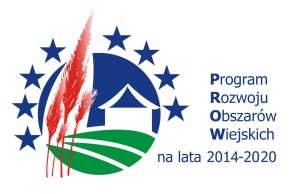 Program
Rozwoju
Obszarów
Wiejskich
na lata 2014-2020